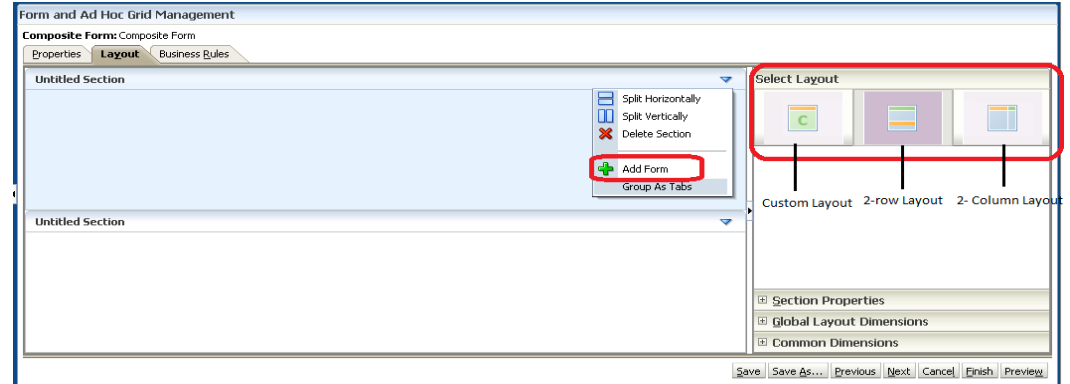 Form and Ad Hoc Grid Management
Composite Form: Composite Form
Properties Layout Business Rules
Untitled Section
Split Horizontally
Split Vertically
Delete Section
Add Form
Group As Tabs
Untitled Section
Select Layout
C
Custom Layout 2-row Layout 2- Column Layout
Section Properties
Global Layout Dimensions
Common Dimensions
Save Save As... Previous Next Cancel Finish Preview